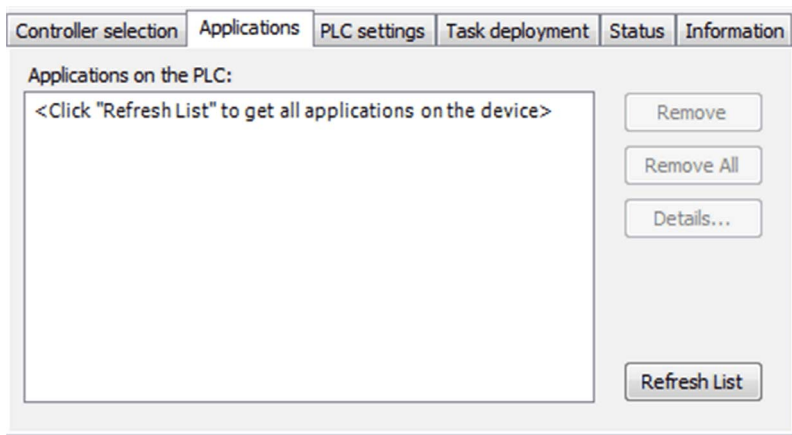 Controller selection Applications PLC settings Task deployment Status Information
Applications on the PLC:
<Click "Refresh List" to get all applications on the device>
Remove
Remove All
Details...
Refresh List